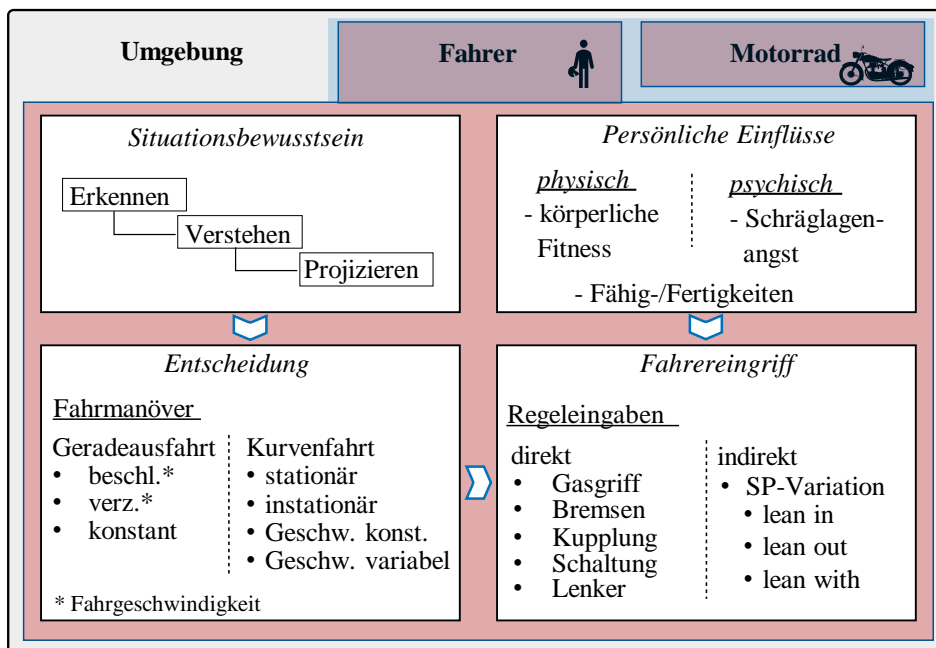 Umgebung
Fahrer
Motorrad
Situationsbewusstsein
Erkennen
Verstehen
Projizieren
Persönliche Einflüsse
physisch
- körperliche
Fitness
psychisch
- Schräglagen-
angst
- Fähig-/Fertigkeiten
Entscheidung
Fahrmanöver
Geradeausfahrt
• beschl.*
• verz.*
• konstant
Kurvenfahrt
• stationär
• instationär
• Geschw. konst.
• Geschw. variabel
* Fahrgeschwindigkeit
Fahrereingriff
Regeleingaben
direkt
• Gasgriff
• Bremsen
• Kupplung
• Schaltung
• Lenker
indirekt
• SP-Variation
• lean in
• lean out
• lean with